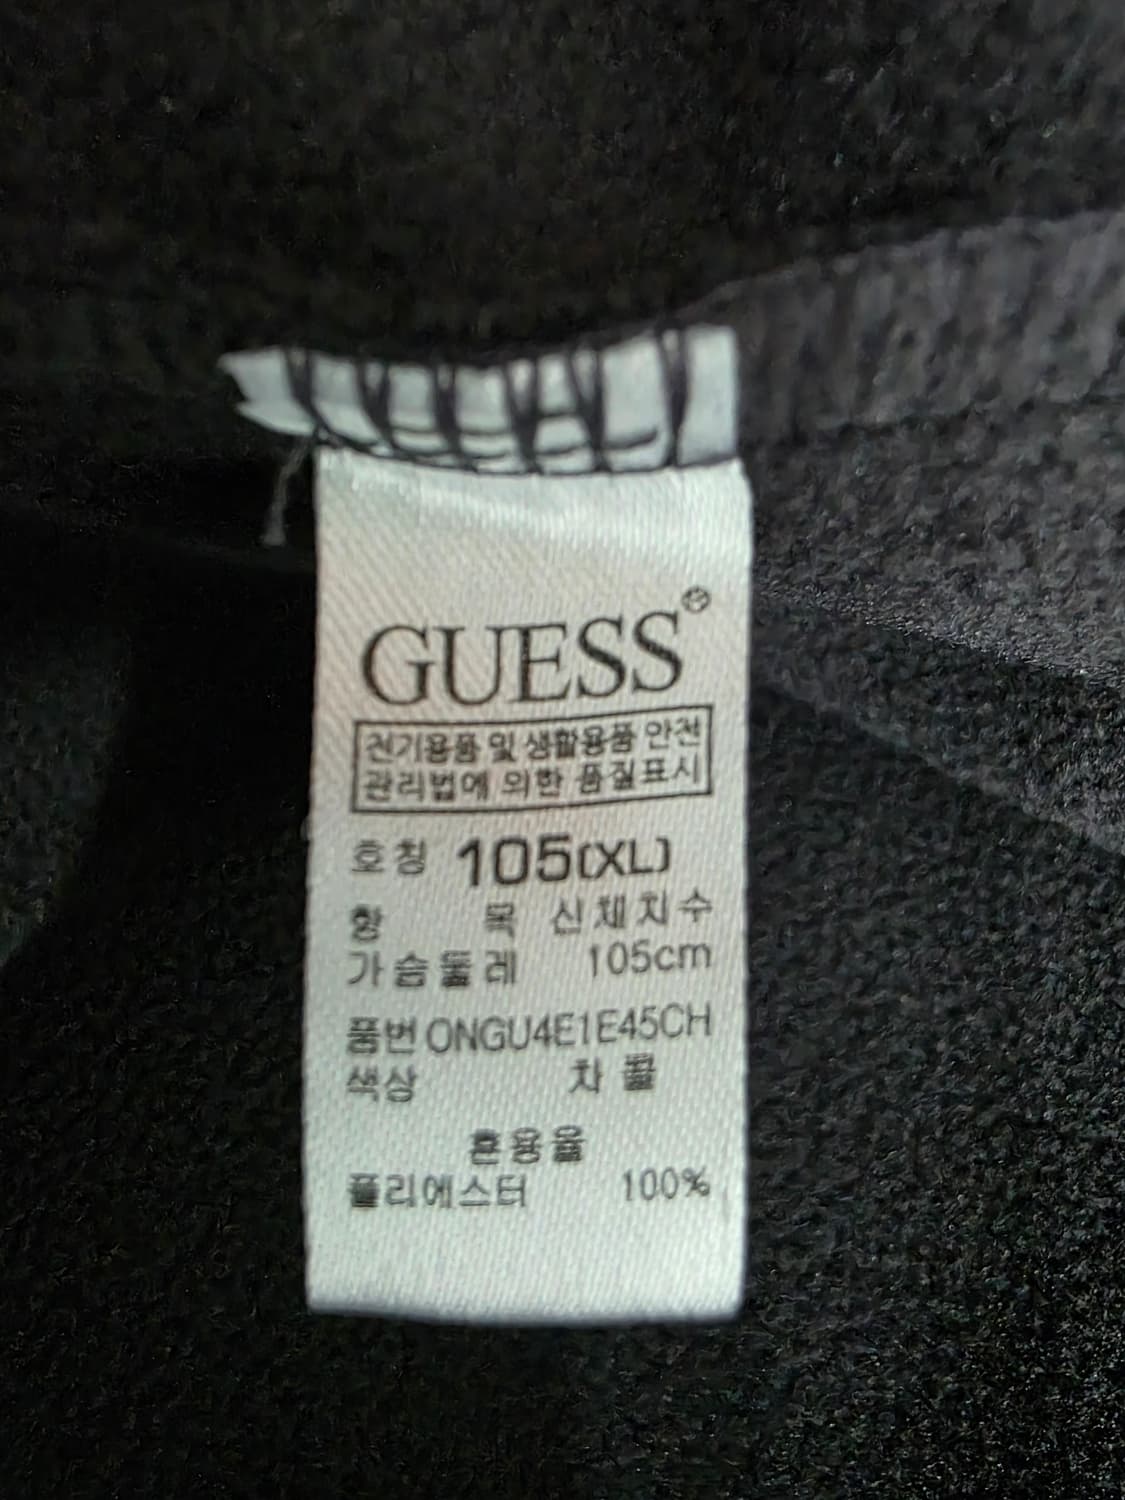 GUESS®
전기용품 및 생활용품 안전
관리법에 의한 품질표시
호칭 105(XL)
항 목 신체치수
가슴둘레 105cm
품번 ONGU4E1E45CH
색상 차콜
혼용율
폴리에스터 100%